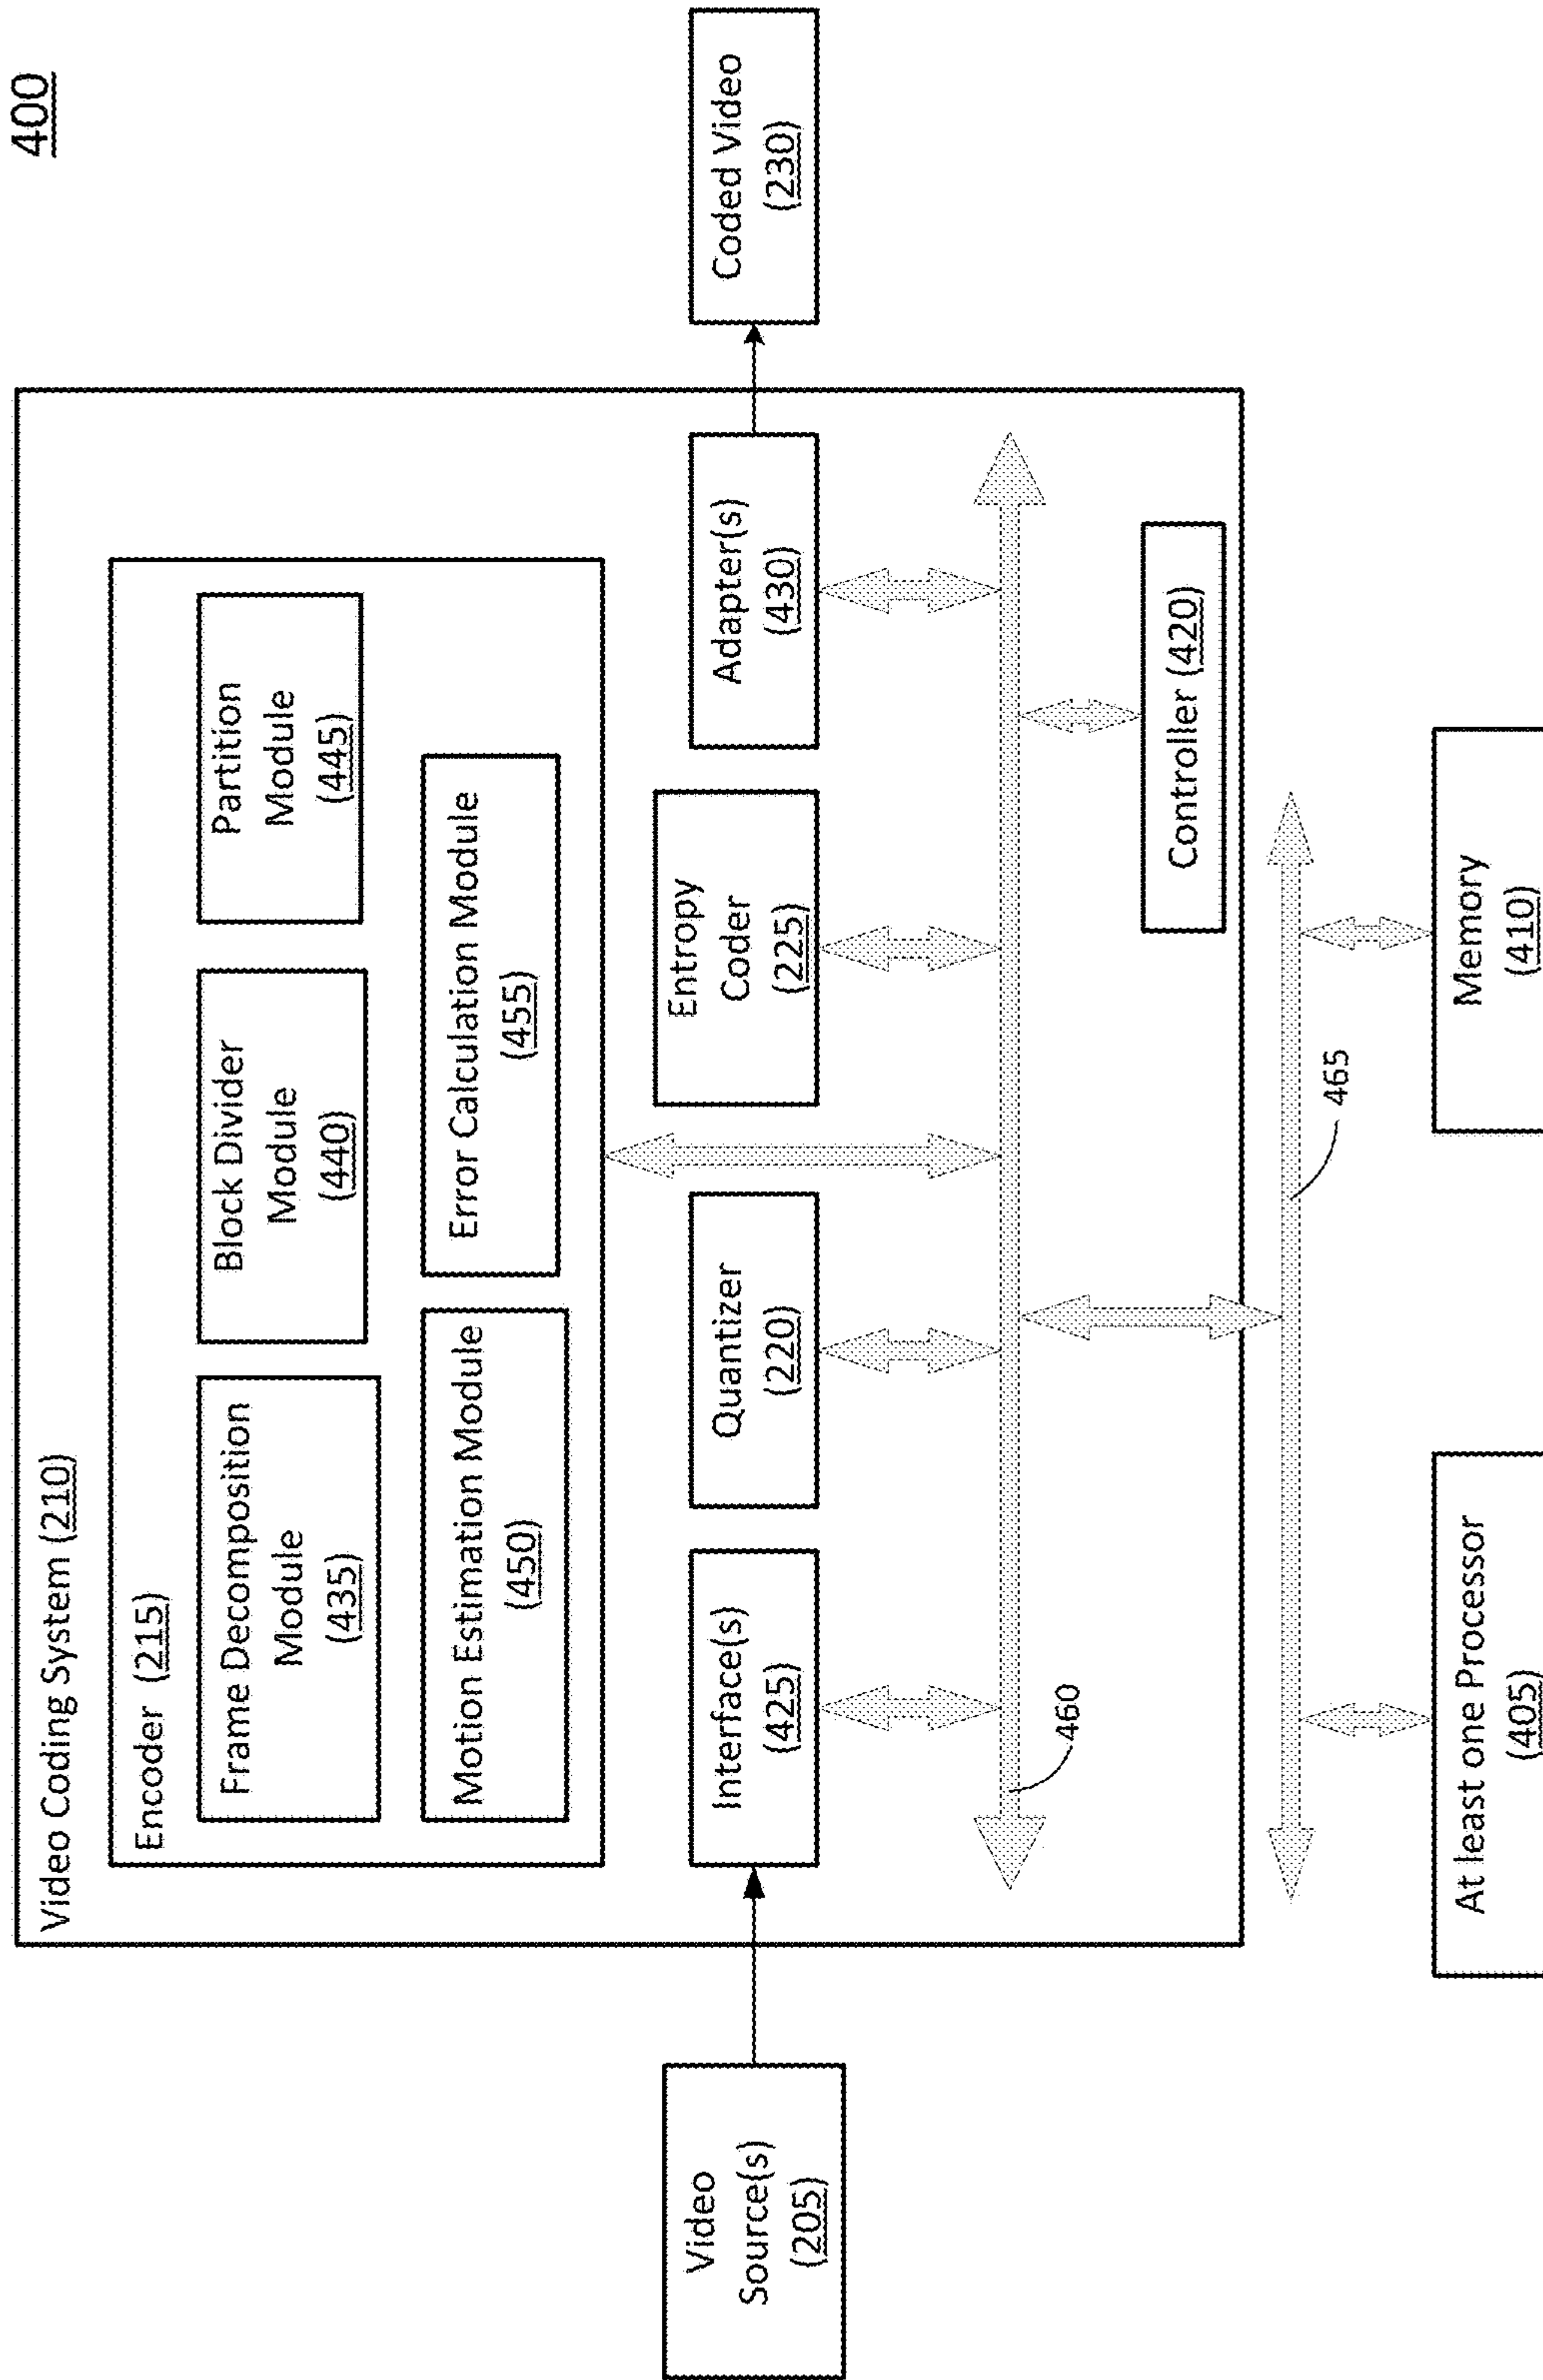 400
Video Coding System (210)
Encoder (215)
Frame Decomposition
Module
(435)
Block Divider
Module
(440)
Partition
Module
(445)
Motion Estimation Module
(450)
Error Calculation Module
(455)
Video
Source(s)
(205)
Interface(s)
(425)
Quantizer
(220)
Entropy
Coder
(225)
Adapter(s)
(430)
Coded Video
(230)
460
Controller (420)
465
At least one Processor
(405)
Memory
(410)